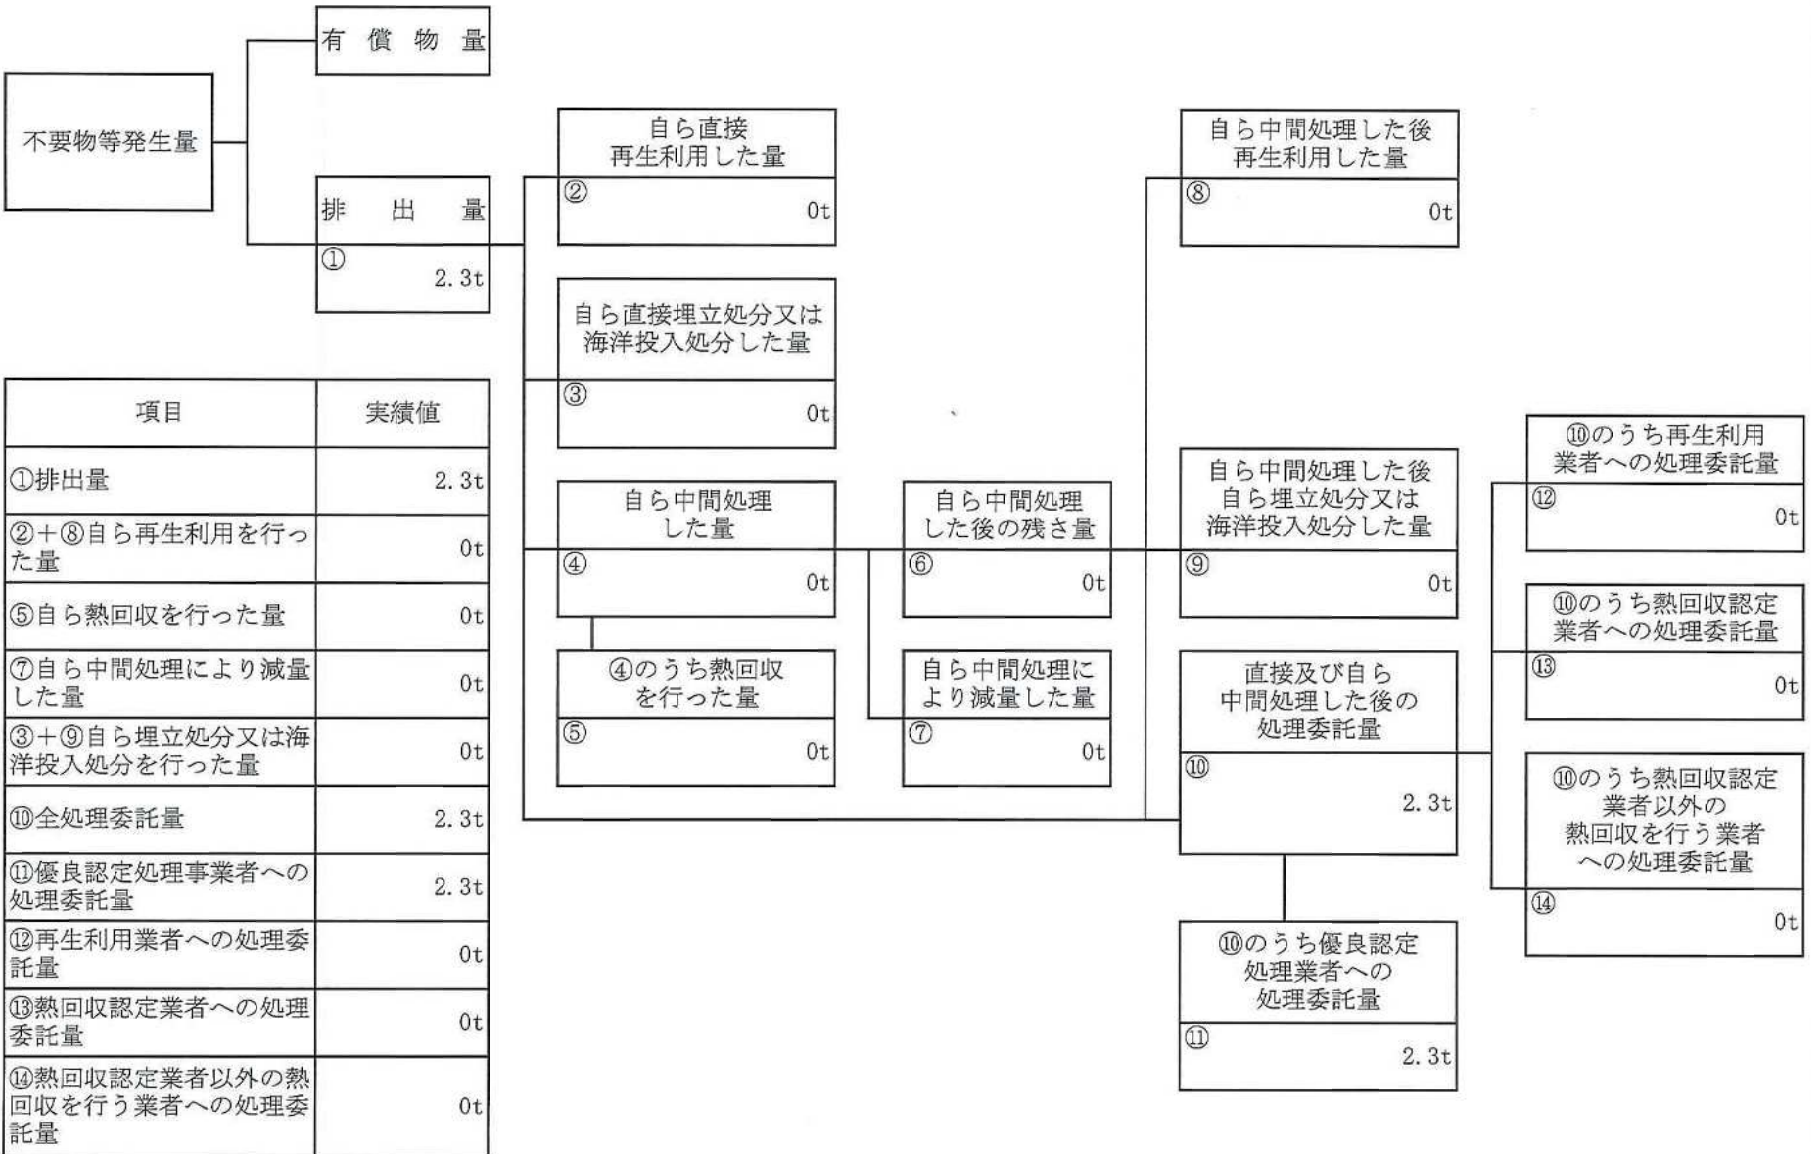 有償物量
不要物等発生量
排出量
①
2.3t
自ら直接
再生利用した量
②
0t
自ら直接埋立処分又は
海洋投入処分した量
③
0t
自ら中間処理
した量
④
0t
④のうち熱回収
を行った量
⑤
0t
自ら中間処理
した後の残さ量
⑥
0t
自ら中間処理に
より減量した量
⑦
0t
自ら中間処理した後
再生利用した量
⑧
0t
自ら中間処理した後
自ら埋立処分又は
海洋投入処分した量
⑨
0t
直接及び自ら
中間処理した後の
処理委託量
⑩
2.3t
⑩のうち優良認定
処理業者への
処理委託量
⑪
2.3t
⑩のうち再生利用
業者への処理委託量
⑫
0t
⑩のうち熱回収認定
業者への処理委託量
⑬
0t
⑩のうち熱回収認定
業者以外の
熱回収を行う業者
への処理委託量
⑭
0t
項目 実績値
①排出量 2.3t
②＋⑧自ら再生利用を行っ
た量 0t
⑤自ら熱回収を行った量 0t
⑦自ら中間処理により減量
した量 0t
③＋⑨自ら埋立処分又は海
洋投入処分を行った量 0t
⑩全処理委託量 2.3t
⑪優良認定処理事業者への
処理委託量 2.3t
⑫再生利用業者への処理委
託量 0t
⑬熱回収認定業者への処理
委託量 0t
⑭熱回収認定業者以外の熱
回収を行う業者への処理委
託量 0t